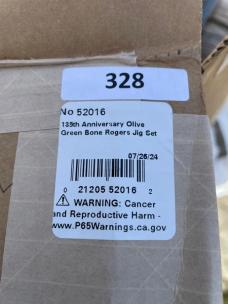 328
No 52016
135th Anniversary Olive
Green Bone Rogers Jig Set
07/26/24
0 21205 52016 2
⚠ WARNING: Cancer
and Reproductive Harm -
www.P65Warnings.ca.gov